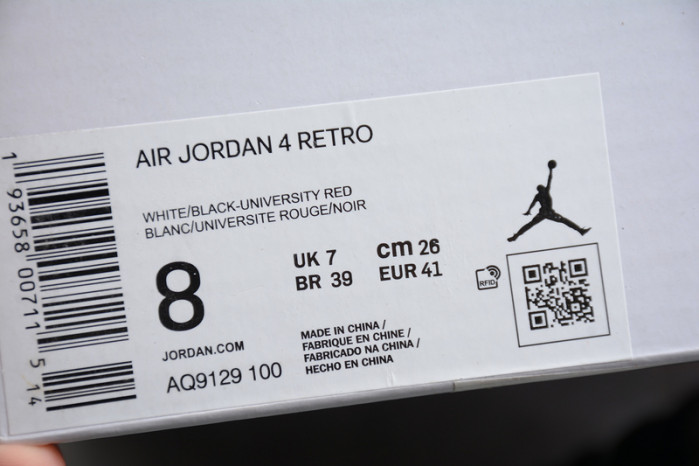 AIR JORDAN 4 RETRO
WHITE/BLACK-UNIVERSITY RED
BLANC/UNIVERSITE ROUGE/NOIR
8
UK 7 cm 26
BR 39 EUR 41
RFID
JORDAN.COM
AQ9129 100
MADE IN CHINA /
FABRIQUE EN CHINE /
FABRICADO NA CHINA /
HECHO EN CHINA
1 93658 00711 5 14